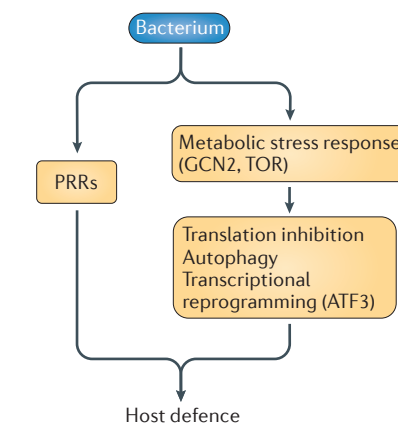 Bacterium
Metabolic stress response
(GCN2, TOR)
PRRs
Translation inhibition
Autophagy
Transcriptional
reprogramming (ATF3)
Host defence